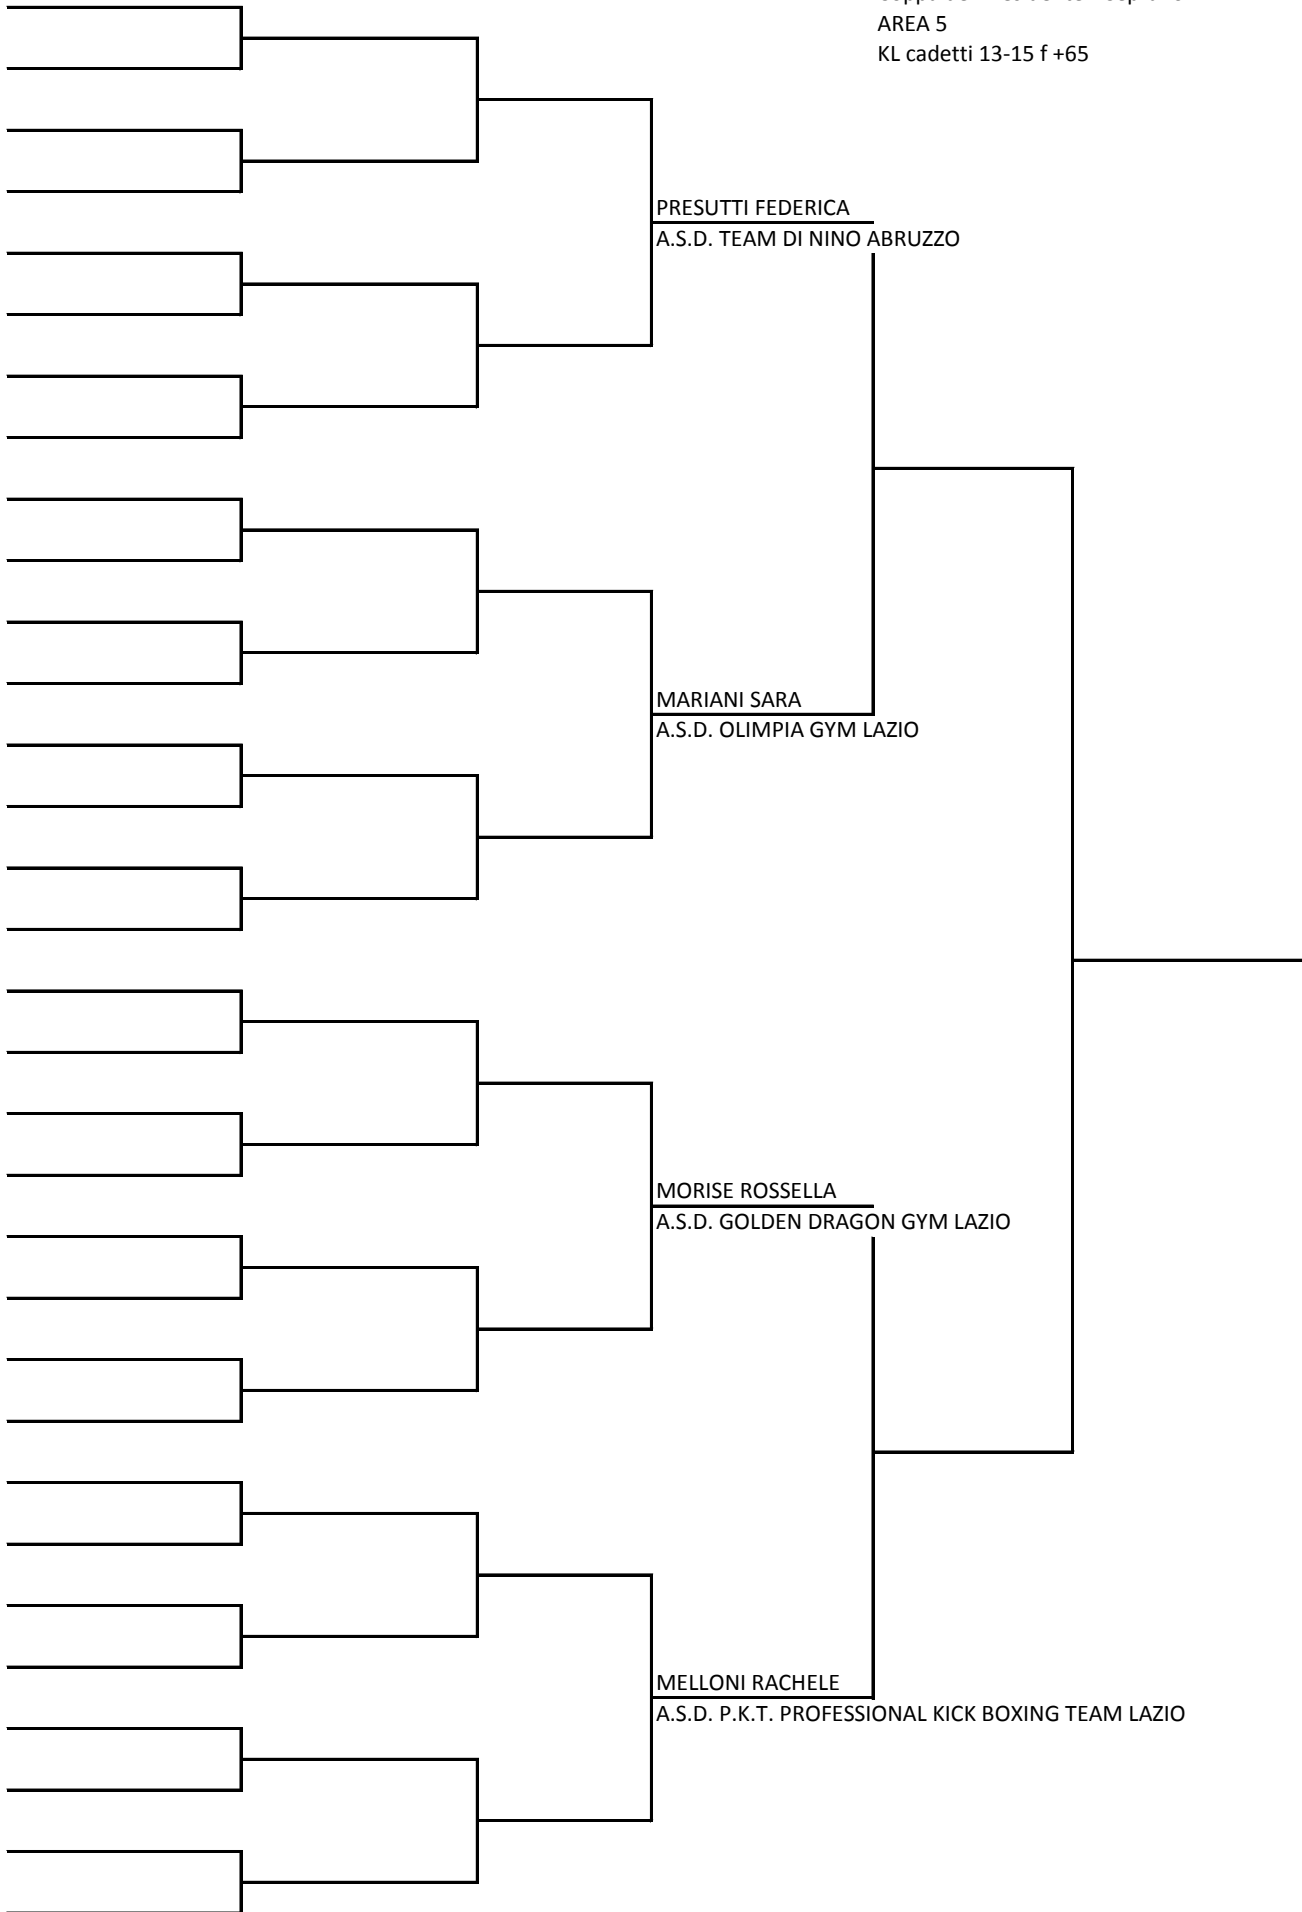 AREA 5
KL cadetti 13-15 f +65
PRESUTTI FEDERICA
A.S.D. TEAM DI NINO ABRUZZO
MARIANI SARA
A.S.D. OLIMPIA GYM LAZIO
MORISE ROSSELLA
A.S.D. GOLDEN DRAGON GYM LAZIO
MELLONI RACHELE
A.S.D. P.K.T. PROFESSIONAL KICK BOXING TEAM LAZIO